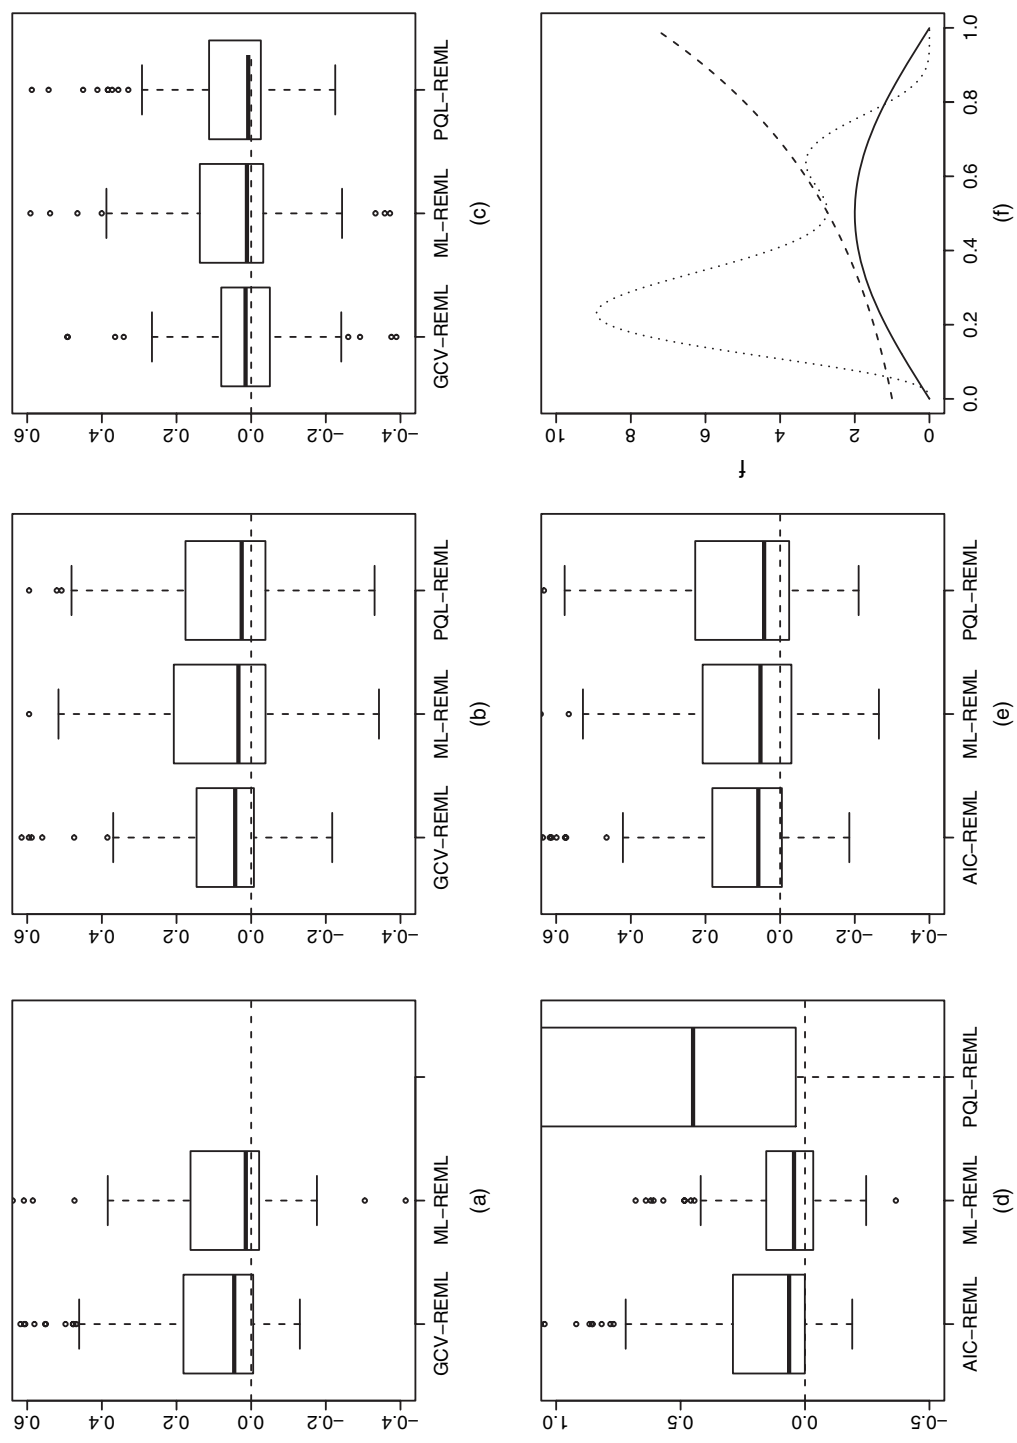 0.6
0.4
0.2
0.0
−0.2
−0.4
GCV−REML
ML−REML
(a)
0.6
0.4
0.2
0.0
−0.2
−0.4
GCV−REML
ML−REML
PQL−REML
(b)
0.6
0.4
0.2
0.0
−0.2
−0.4
GCV−REML
ML−REML
PQL−REML
(c)
1.0
0.5
0.0
−0.5
AIC−REML
ML−REML
PQL−REML
(d)
0.6
0.4
0.2
0.0
−0.2
−0.4
AIC−REML
ML−REML
PQL−REML
(e)
f
10
8
6
4
2
0
0.0 0.2 0.4 0.6 0.8 1.0
(f)